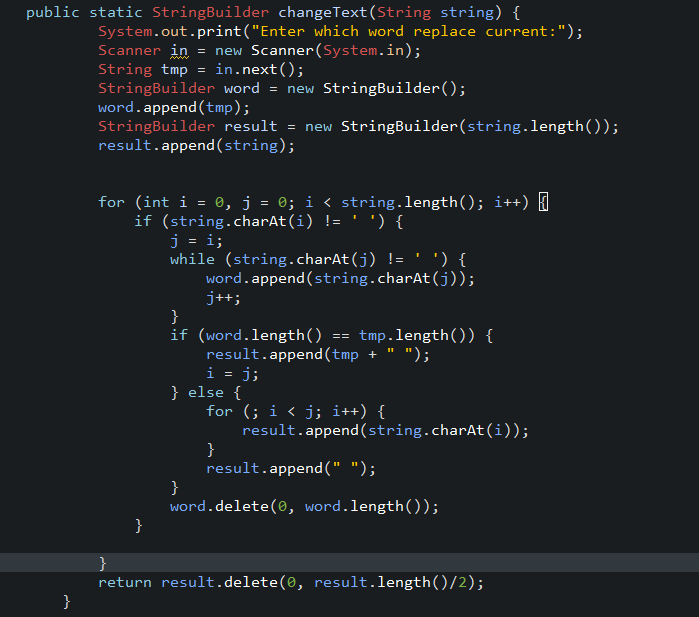 public static StringBuilder changeText(String string) {
System.out.print("Enter which word replace current:");
Scanner in = new Scanner(System.in);
String tmp = in.next();
StringBuilder word = new StringBuilder();
word.append(tmp);
StringBuilder result = new StringBuilder(string.length());
result.append(string);
for (int i = 0, j = 0; i < string.length(); i++) {
if (string.charAt(i) != ' ') {
j = i;
while (string.charAt(j) != ' ') {
word.append(string.charAt(j));
j++;
}
if (word.length() == tmp.length()) {
result.append(tmp + " ");
i = j;
} else {
for (; i < j; i++) {
result.append(string.charAt(i));
}
result.append(" ");
}
word.delete(0, word.length());
}
}
return result.delete(0, result.length()/2);
}